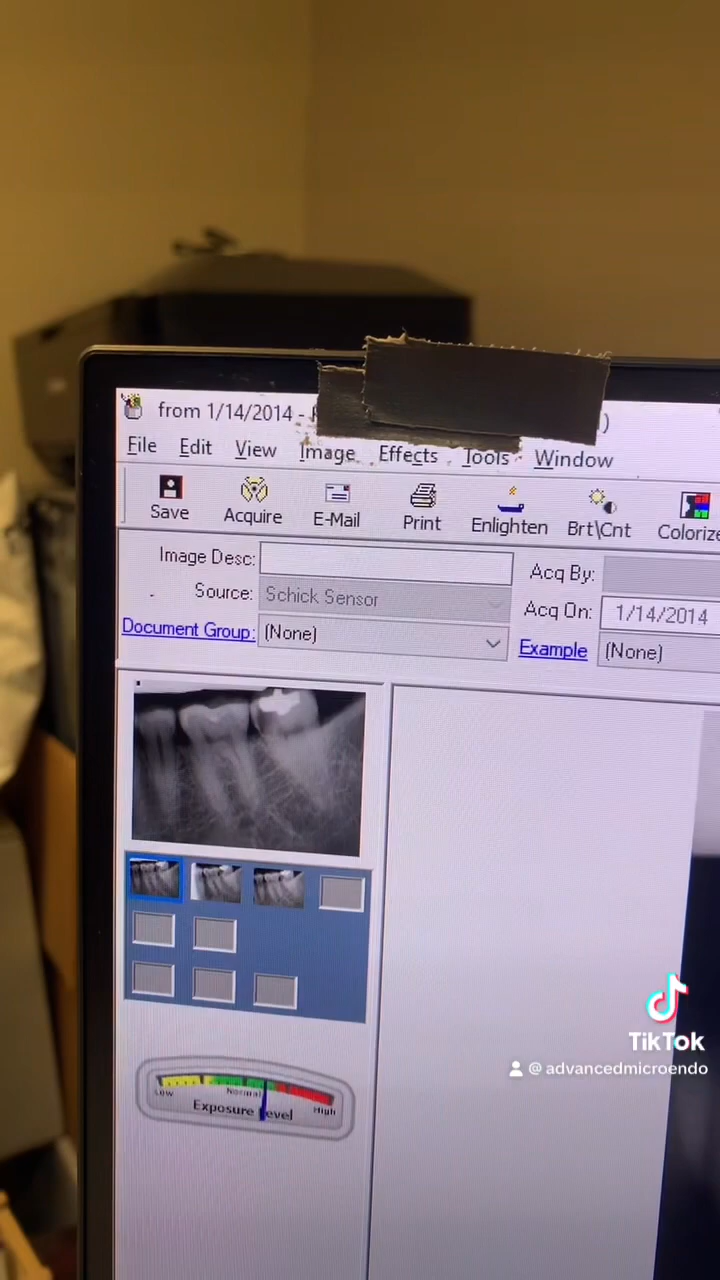 from 1/14/2014 -
)
File Edit View Image Effects Tools Window
Save Acquire E-Mail Print Enlighten Brt\Cnt Colorize
Image Desc:
Acq By:
Source: Schick Sensor
Acq On: 1/14/2014
Document Group: (None)
Example (None)
Low Normal High
Exposure Level
TikTok
@advancedmicroendo